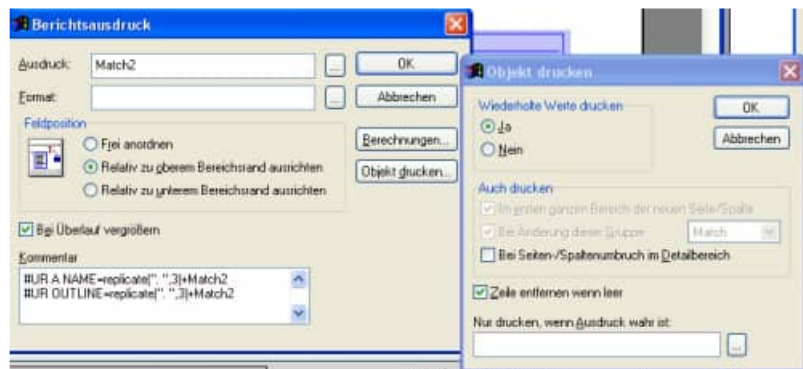 Berichtsausdruck
Ausdruck: Match2 ... OK
Format: ... Abbrechen
Feldposition
Frei anordnen
Relativ zu oberem Bereichsrand ausrichten
Relativ zu unterem Bereichsrand ausrichten
Berechnungen...
Objekt drucken...
Bei Überlauf vergrößern
Kommentar
#UR A NAME=replicate(". ",3)+Match2
#UR OUTLINE=replicate(". ",3)+Match2
Objekt drucken
Wiederholte Werte drucken
Ja
Nein
OK
Abbrechen
Auch drucken
Im ersten ganzen Bereich der neuen Seite/Spalte
Bei Änderung dieser Gruppe Match
Bei Seiten-/Spaltenumbruch im Detailbereich
Zeile entfernen wenn leer
Nur drucken, wenn Ausdruck wahr ist:
...